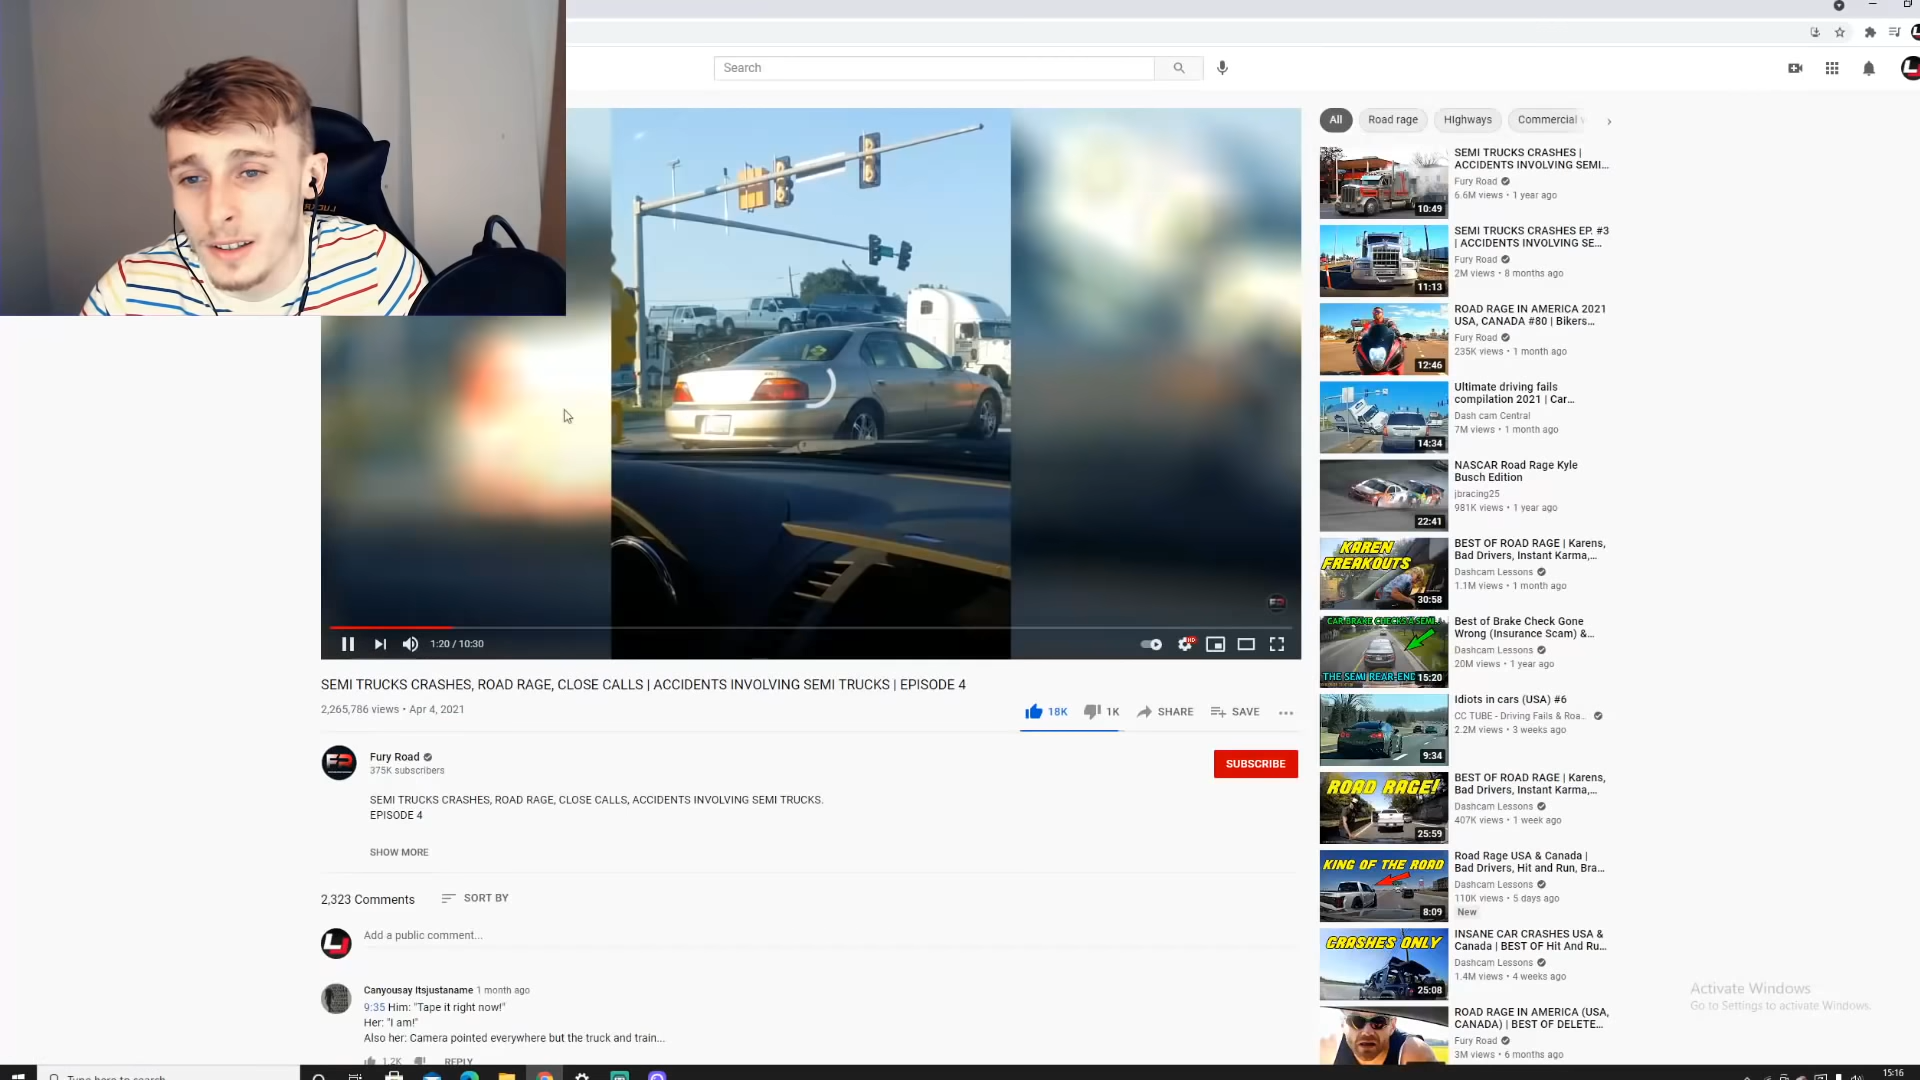 Search
All
Road rage
Highways
Commercial
SEMI TRUCKS CRASHES |
ACCIDENTS INVOLVING SEMI...
Fury Road
6.6M views • 1 year ago
10:49
SEMI TRUCKS CRASHES EP. #3
| ACCIDENTS INVOLVING SE...
Fury Road
2M views • 8 months ago
11:13
ROAD RAGE IN AMERICA 2021
USA, CANADA #80 | Bikers...
Fury Road
235K views • 1 month ago
12:46
Ultimate driving fails
compilation 2021 | Car...
Dash cam Central
7M views • 1 month ago
14:34
NASCAR Road Rage Kyle
Busch Edition
jbracing25
981K views • 1 year ago
22:41
KAREN
FREAKOUTS
30:58
BEST OF ROAD RAGE | Karens,
Bad Drivers, Instant Karma,...
Dashcam Lessons
1.1M views • 1 month ago
CAR BRAKE CHECKS A SEMI..
THE SEMI REAR-END
15:20
Best of Brake Check Gone
Wrong (Insurance Scam) &...
Dashcam Lessons
20M views • 1 year ago
9:34
Idiots in cars (USA) #6
CC TUBE - Driving Fails & Roa...
2.2M views • 3 weeks ago
ROAD RAGE!
25:59
BEST OF ROAD RAGE | Karens,
Bad Drivers, Instant Karma,...
Dashcam Lessons
407K views • 1 week ago
KING OF THE ROAD
8:09
Road Rage USA & Canada |
Bad Drivers, Hit and Run, Bra...
Dashcam Lessons
110K views • 5 days ago
New
CRASHES ONLY
25:08
INSANE CAR CRASHES USA &
Canada | BEST OF Hit And Ru...
Dashcam Lessons
1.4M views • 4 weeks ago
ROAD RAGE IN AMERICA (USA,
CANADA) | BEST OF DELETE...
Fury Road
3M views • 6 months ago
1:20 / 10:30
HD
SEMI TRUCKS CRASHES, ROAD RAGE, CLOSE CALLS | ACCIDENTS INVOLVING SEMI TRUCKS | EPISODE 4
2,265,786 views • Apr 4, 2021
18K
1K
SHARE
SAVE
Fury Road
375K subscribers
SUBSCRIBE
SEMI TRUCKS CRASHES, ROAD RAGE, CLOSE CALLS, ACCIDENTS INVOLVING SEMI TRUCKS.
EPISODE 4
SHOW MORE
2,323 Comments
SORT BY
Add a public comment...
Canyousay Itsjustaname 1 month ago
9:35 Him: "Tape it right now!"
Her: "I am!"
Also her: Camera pointed everywhere but the truck and train...
1.2K
REPLY
Activate Windows
Go to Settings to activate Windows.
Type here to search
15:16